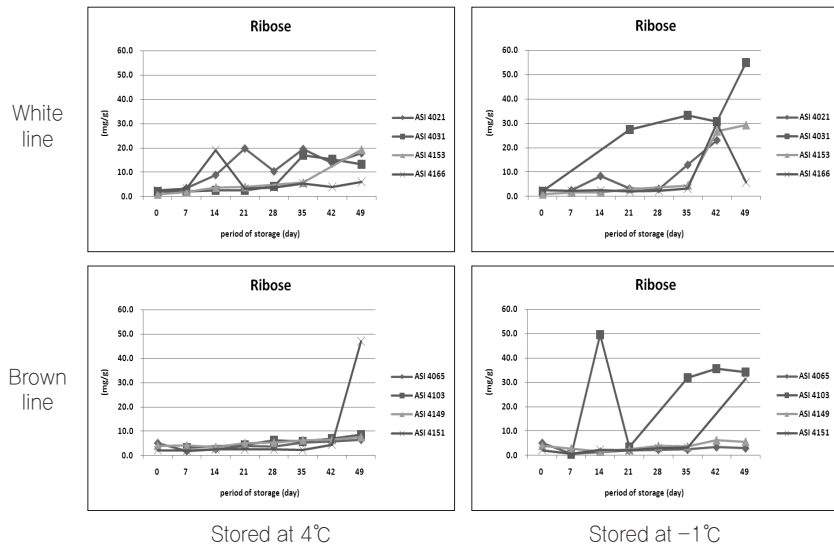 White
line
Ribose
(mg/g)
60.0
50.0
40.0
30.0
20.0
10.0
0.0
0 7 14 21 28 35 42 49
period of storage (day)
ASI 4021
ASI 4031
ASI 4153
ASI 4166
Ribose
(mg/g)
60.0
50.0
40.0
30.0
20.0
10.0
0.0
0 7 14 21 28 35 42 49
period of storage (day)
ASI 4021
ASI 4031
ASI 4153
ASI 4166
Brown
line
Ribose
(mg/g)
60.0
50.0
40.0
30.0
20.0
10.0
0.0
0 7 14 21 28 35 42 49
period of storage (day)
ASI 4065
ASI 4103
ASI 4149
ASI 4151
Ribose
(mg/g)
60.0
50.0
40.0
30.0
20.0
10.0
0.0
0 7 14 21 28 35 42 49
period of storage (day)
ASI 4065
ASI 4103
ASI 4149
ASI 4151
Stored at 4℃
Stored at −1℃